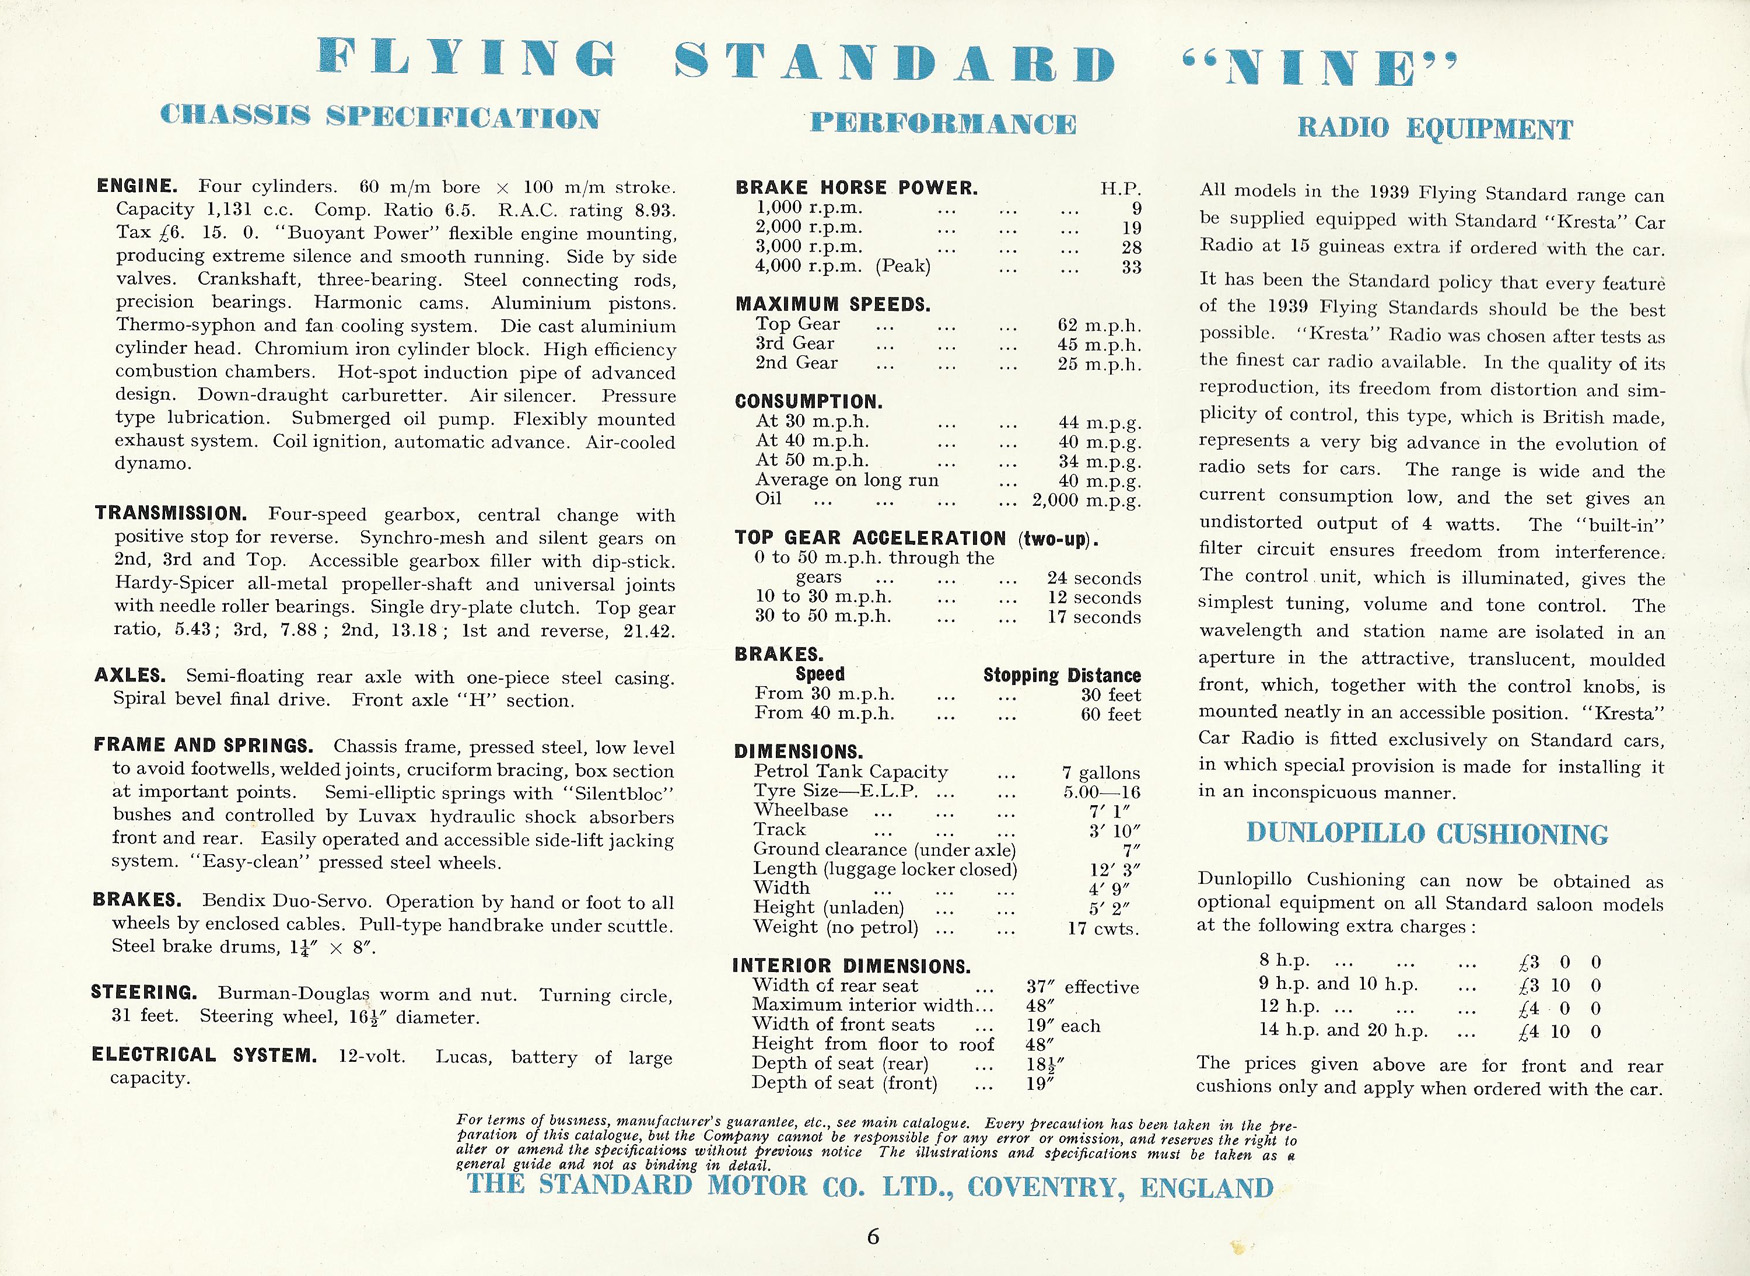 FLYING STANDARD “NINE”
CHASSIS SPECIFICATION
ENGINE. Four cylinders. 60 m/m bore × 100 m/m stroke.
Capacity 1,131 c.c. Comp. Ratio 6.5. R.A.C. rating 8.93.
Tax £6. 15. 0. “Buoyant Power” flexible engine mounting,
producing extreme silence and smooth running. Side by side
valves. Crankshaft, three-bearing. Steel connecting rods,
precision bearings. Harmonic cams. Aluminium pistons.
Thermo-syphon and fan cooling system. Die cast aluminium
cylinder head. Chromium iron cylinder block. High efficiency
combustion chambers. Hot-spot induction pipe of advanced
design. Down-draught carburetter. Air silencer. Pressure
type lubrication. Submerged oil pump. Flexibly mounted
exhaust system. Coil ignition, automatic advance. Air-cooled
dynamo.
TRANSMISSION. Four-speed gearbox, central change with
positive stop for reverse. Synchro-mesh and silent gears on
2nd, 3rd and Top. Accessible gearbox filler with dip-stick.
Hardy-Spicer all-metal propeller-shaft and universal joints
with needle roller bearings. Single dry-plate clutch. Top gear
ratio, 5.43; 3rd, 7.88; 2nd, 13.18; 1st and reverse, 21.42.
AXLES. Semi-floating rear axle with one-piece steel casing.
Spiral bevel final drive. Front axle “H” section.
FRAME AND SPRINGS. Chassis frame, pressed steel, low level
to avoid footwells, welded joints, cruciform bracing, box section
at important points. Semi-elliptic springs with “Silentbloc”
bushes and controlled by Luvax hydraulic shock absorbers
front and rear. Easily operated and accessible side-lift jacking
system. “Easy-clean” pressed steel wheels.
BRAKES. Bendix Duo-Servo. Operation by hand or foot to all
wheels by enclosed cables. Pull-type handbrake under scuttle.
Steel brake drums, 1¼″ × 8″.
STEERING. Burman-Douglas worm and nut. Turning circle,
31 feet. Steering wheel, 16½″ diameter.
ELECTRICAL SYSTEM. 12-volt. Lucas, battery of large
capacity.
PERFORMANCE
BRAKE HORSE POWER. H.P.
1,000 r.p.m. ... ... ... 9
2,000 r.p.m. ... ... ... 19
3,000 r.p.m. ... ... ... 28
4,000 r.p.m. (Peak) ... ... 33
MAXIMUM SPEEDS.
Top Gear ... ... ... 62 m.p.h.
3rd Gear ... ... ... 45 m.p.h.
2nd Gear ... ... ... 25 m.p.h.
CONSUMPTION.
At 30 m.p.h. ... ... 44 m.p.g.
At 40 m.p.h. ... ... 40 m.p.g.
At 50 m.p.h. ... ... 34 m.p.g.
Average on long run ... 40 m.p.g.
Oil ... ... ... ... 2,000 m.p.g.
TOP GEAR ACCELERATION (two-up).
0 to 50 m.p.h. through the
gears ... ... ... 24 seconds
10 to 30 m.p.h. ... ... 12 seconds
30 to 50 m.p.h. ... ... 17 seconds
BRAKES.
Speed Stopping Distance
From 30 m.p.h. ... ... 30 feet
From 40 m.p.h. ... ... 60 feet
DIMENSIONS.
Petrol Tank Capacity ... 7 gallons
Tyre Size—E.L.P. ... ... 5.00—16
Wheelbase ... ... ... 7′ 1″
Track ... ... ... 3′ 10″
Ground clearance (under axle) 7″
Length (luggage locker closed) 12′ 3″
Width ... ... ... 4′ 9″
Height (unladen) ... ... 5′ 2″
Weight (no petrol) ... ... 17 cwts.
INTERIOR DIMENSIONS.
Width of rear seat ... 37″ effective
Maximum interior width... 48″
Width of front seats ... 19″ each
Height from floor to roof 48″
Depth of seat (rear) ... 18½″
Depth of seat (front) ... 19″
RADIO EQUIPMENT
All models in the 1939 Flying Standard range can
be supplied equipped with Standard “Kresta” Car
Radio at 15 guineas extra if ordered with the car.
It has been the Standard policy that every feature
of the 1939 Flying Standards should be the best
possible. “Kresta” Radio was chosen after tests as
the finest car radio available. In the quality of its
reproduction, its freedom from distortion and sim-
plicity of control, this type, which is British made,
represents a very big advance in the evolution of
radio sets for cars. The range is wide and the
current consumption low, and the set gives an
undistorted output of 4 watts. The “built-in”
filter circuit ensures freedom from interference.
The control unit, which is illuminated, gives the
simplest tuning, volume and tone control. The
wavelength and station name are isolated in an
aperture in the attractive, translucent, moulded
front, which, together with the control knobs, is
mounted neatly in an accessible position. “Kresta”
Car Radio is fitted exclusively on Standard cars,
in which special provision is made for installing it
in an inconspicuous manner.
DUNLOPILLO CUSHIONING
Dunlopillo Cushioning can now be obtained as
optional equipment on all Standard saloon models
at the following extra charges:
8 h.p. ... ... ... £3 0 0
9 h.p. and 10 h.p. ... £3 10 0
12 h.p. ... ... ... £4 0 0
14 h.p. and 20 h.p. ... £4 10 0
The prices given above are for front and rear
cushions only and apply when ordered with the car.
For terms of business, manufacturer's guarantee, etc., see main catalogue. Every precaution has been taken in the pre-
paration of this catalogue, but the Company cannot be responsible for any error or omission, and reserves the right to
alter or amend the specifications without previous notice The illustrations and specifications must be taken as a
general guide and not as binding in detail.
THE STANDARD MOTOR CO. LTD., COVENTRY, ENGLAND
6